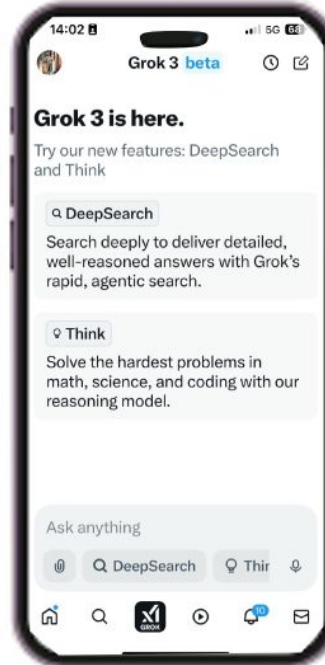 14:02 5G 63
Grok 3 beta
Grok 3 is here.
Try our new features: DeepSearch
and Think
DeepSearch
Search deeply to deliver detailed,
well-reasoned answers with Grok's
rapid, agentic search.
Think
Solve the hardest problems in
math, science, and coding with our
reasoning model.
Ask anything
DeepSearch Thir
GROK 10